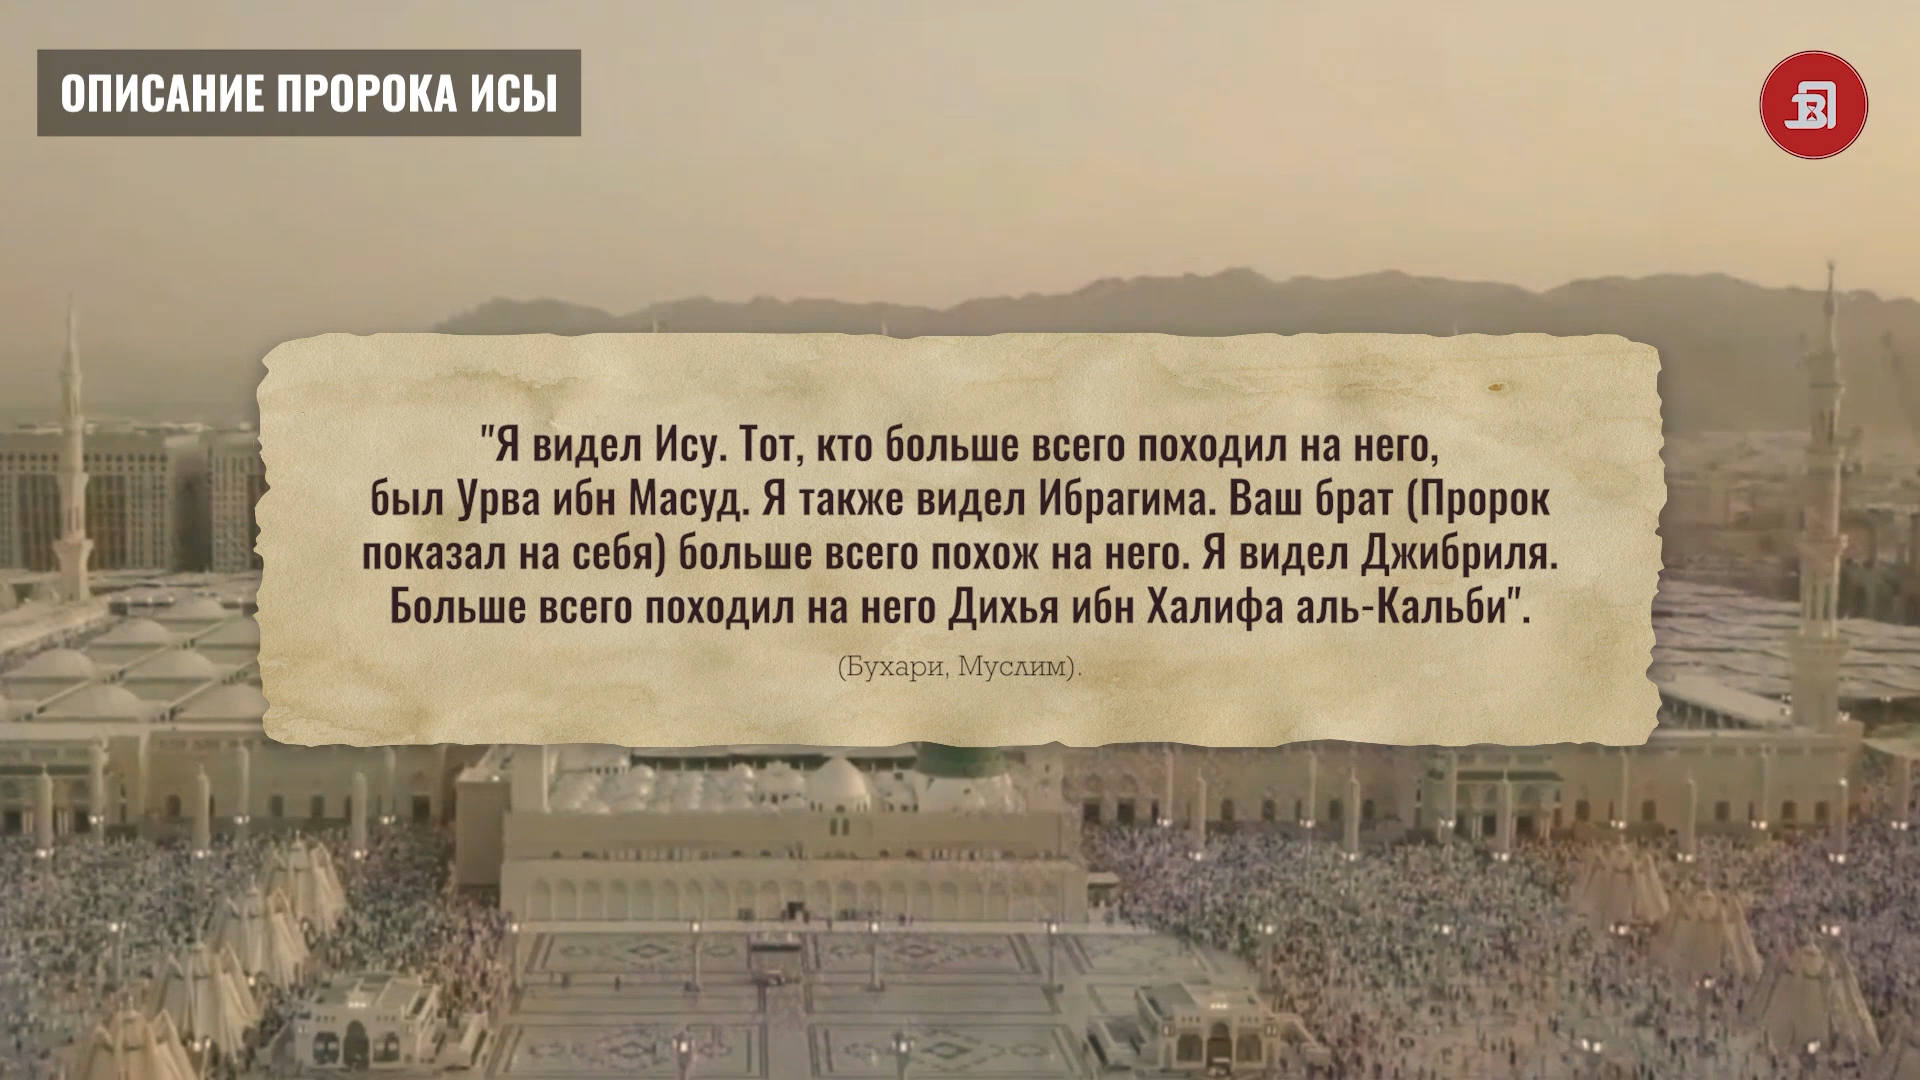 ОПИСАНИЕ ПРОРОКА ИСЫ
"Я видел Ису. Тот, кто больше всего походил на него,
был Урва ибн Масуд. Я также видел Ибрагима. Ваш брат (Пророк
показал на себя) больше всего похож на него. Я видел Джибриля.
Больше всего походил на него Дихья ибн Халифа аль-Кальби".
(Бухари, Муслим).